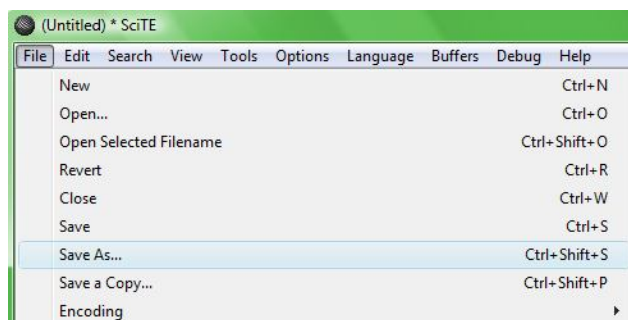 (Untitled) * SciTE
File Edit Search View Tools Options Language Buffers Debug Help
New Ctrl+N
Open... Ctrl+O
Open Selected Filename Ctrl+Shift+O
Revert Ctrl+R
Close Ctrl+W
Save Ctrl+S
Save As... Ctrl+Shift+S
Save a Copy... Ctrl+Shift+P
Encoding